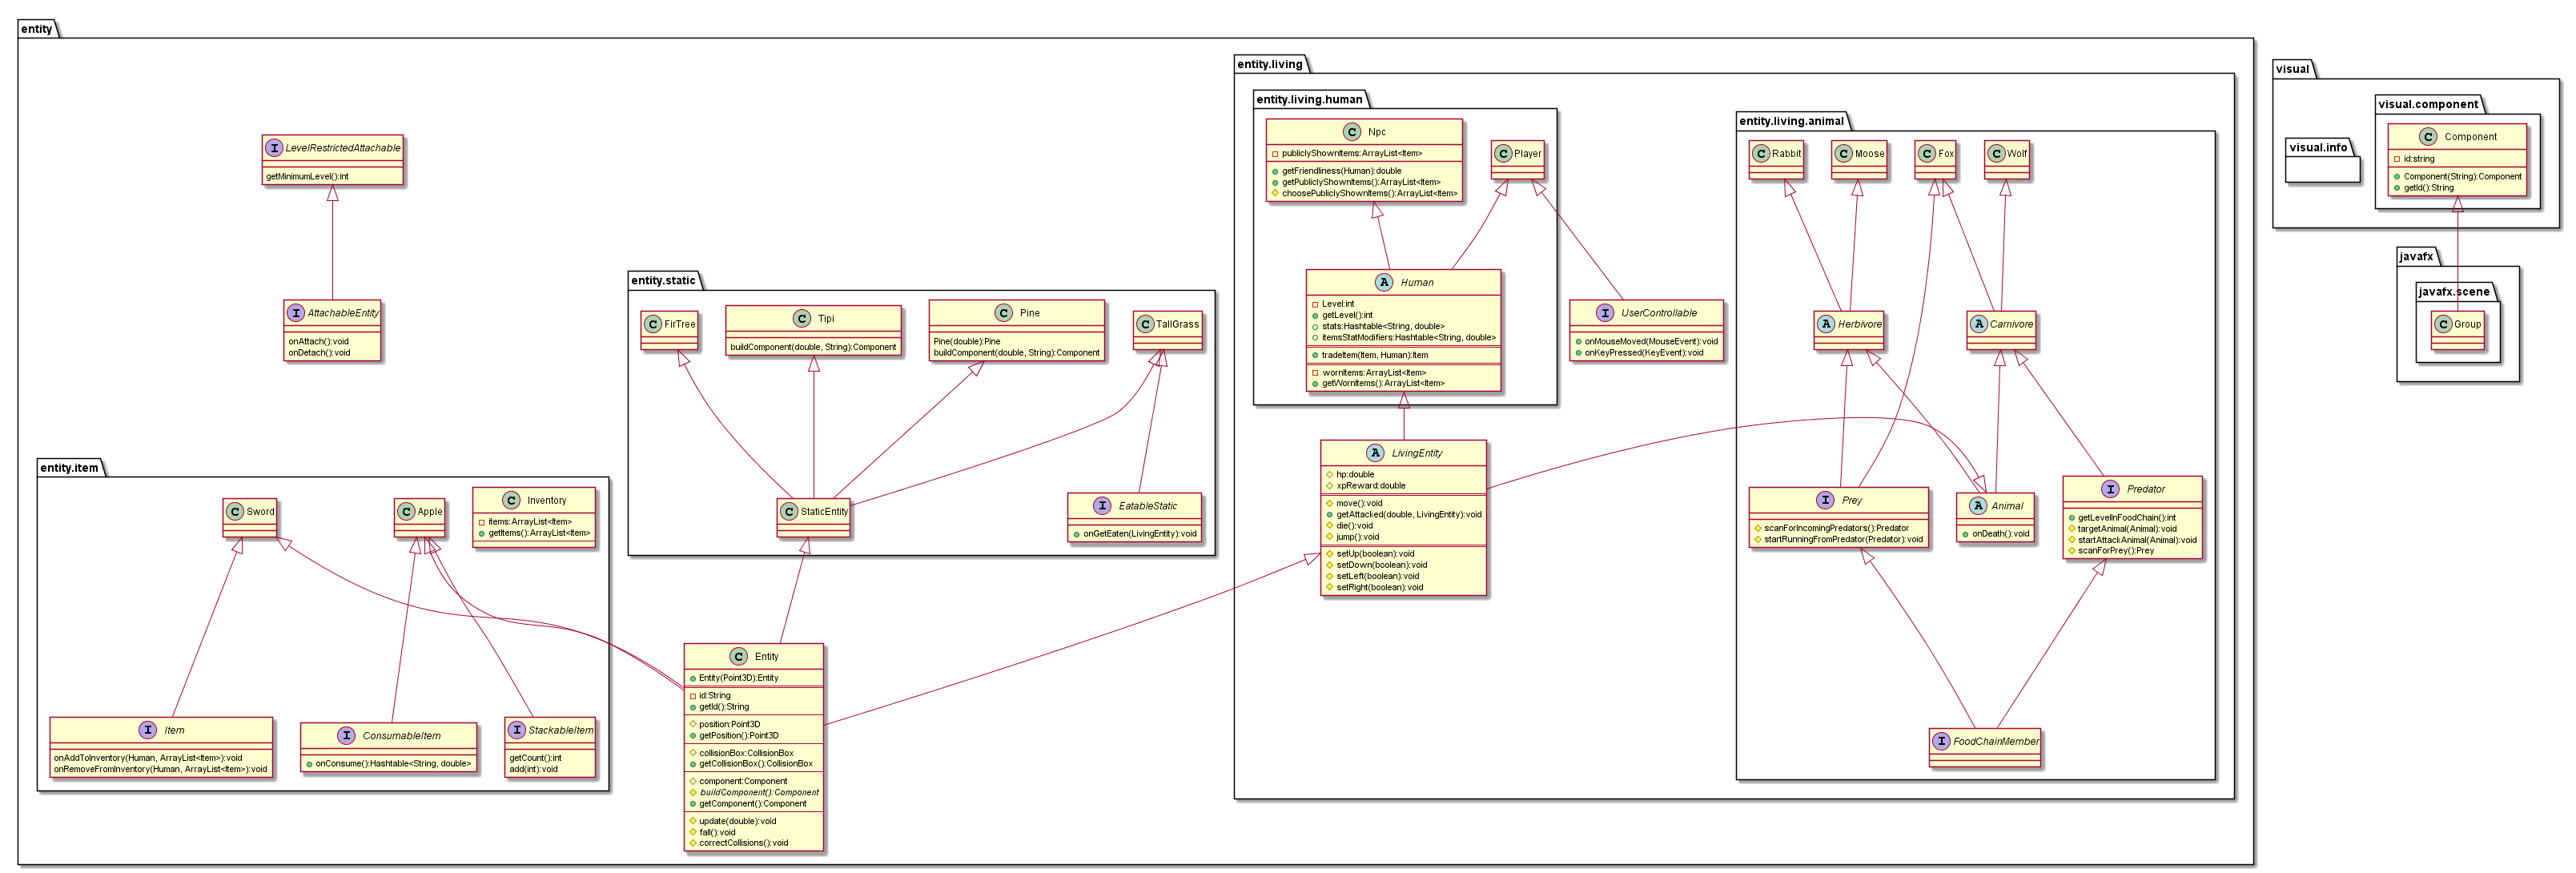 entity
LevelRestrictedAttachable
getMinimumLevel():int
AttachableEntity
onAttach():void
onDetach():void
entity.item
Sword
Apple
Inventory
items:ArrayList<Item>
getItems():ArrayList<Item>
Item
onAddToInventory(Human, ArrayList<Item>):void
onRemoveFromInventory(Human, ArrayList<Item>):void
ConsumableItem
onConsume():Hashtable<String, double>
StackableItem
getCount():int
add(int):void
entity.static
FirTree
Tipi
buildComponent(double, String):Component
Pine
Pine(double):Pine
buildComponent(double, String):Component
TallGrass
StaticEntity
EatableStatic
onGetEaten(LivingEntity):void
Entity
Entity(Point3D):Entity
id:String
getId():String
position:Point3D
getPosition():Point3D
collisionBox:CollisionBox
getCollisionBox():CollisionBox
component:Component
buildComponent():Component
getComponent():Component
update(double):void
fall():void
correctCollisions():void
entity.living
entity.living.human
Npc
publiclyShownItems:ArrayList<Item>
getFriendliness(Human):double
getPubliclyShownItems():ArrayList<Item>
choosePubliclyShownItems():ArrayList<Item>
Player
Human
Level:int
getLevel():int
stats:Hashtable<String, double>
itemsStatModifiers:Hashtable<String, double>
tradeItem(Item, Human):Item
wornItems:ArrayList<Item>
getWornItems():ArrayList<Item>
UserControllable
onMouseMoved(MouseEvent):void
onKeyPressed(KeyEvent):void
LivingEntity
hp:double
xpReward:double
move():void
getAttacked(double, LivingEntity):void
die():void
jump():void
setUp(boolean):void
setDown(boolean):void
setLeft(boolean):void
setRight(boolean):void
entity.living.animal
Rabbit
Moose
Fox
Wolf
Herbivore
Carnivore
Prey
scanForIncomingPredators():Predator
startRunningFromPredator(Predator):void
Animal
onDeath():void
Predator
getLevelInFoodChain():int
targetAnimal(Animal):void
startAttackAnimal(Animal):void
scanForPrey():Prey
FoodChainMember
visual
visual.info
visual.component
Component
id:string
Component(String):Component
getId():String
javafx
javafx.scene
Group